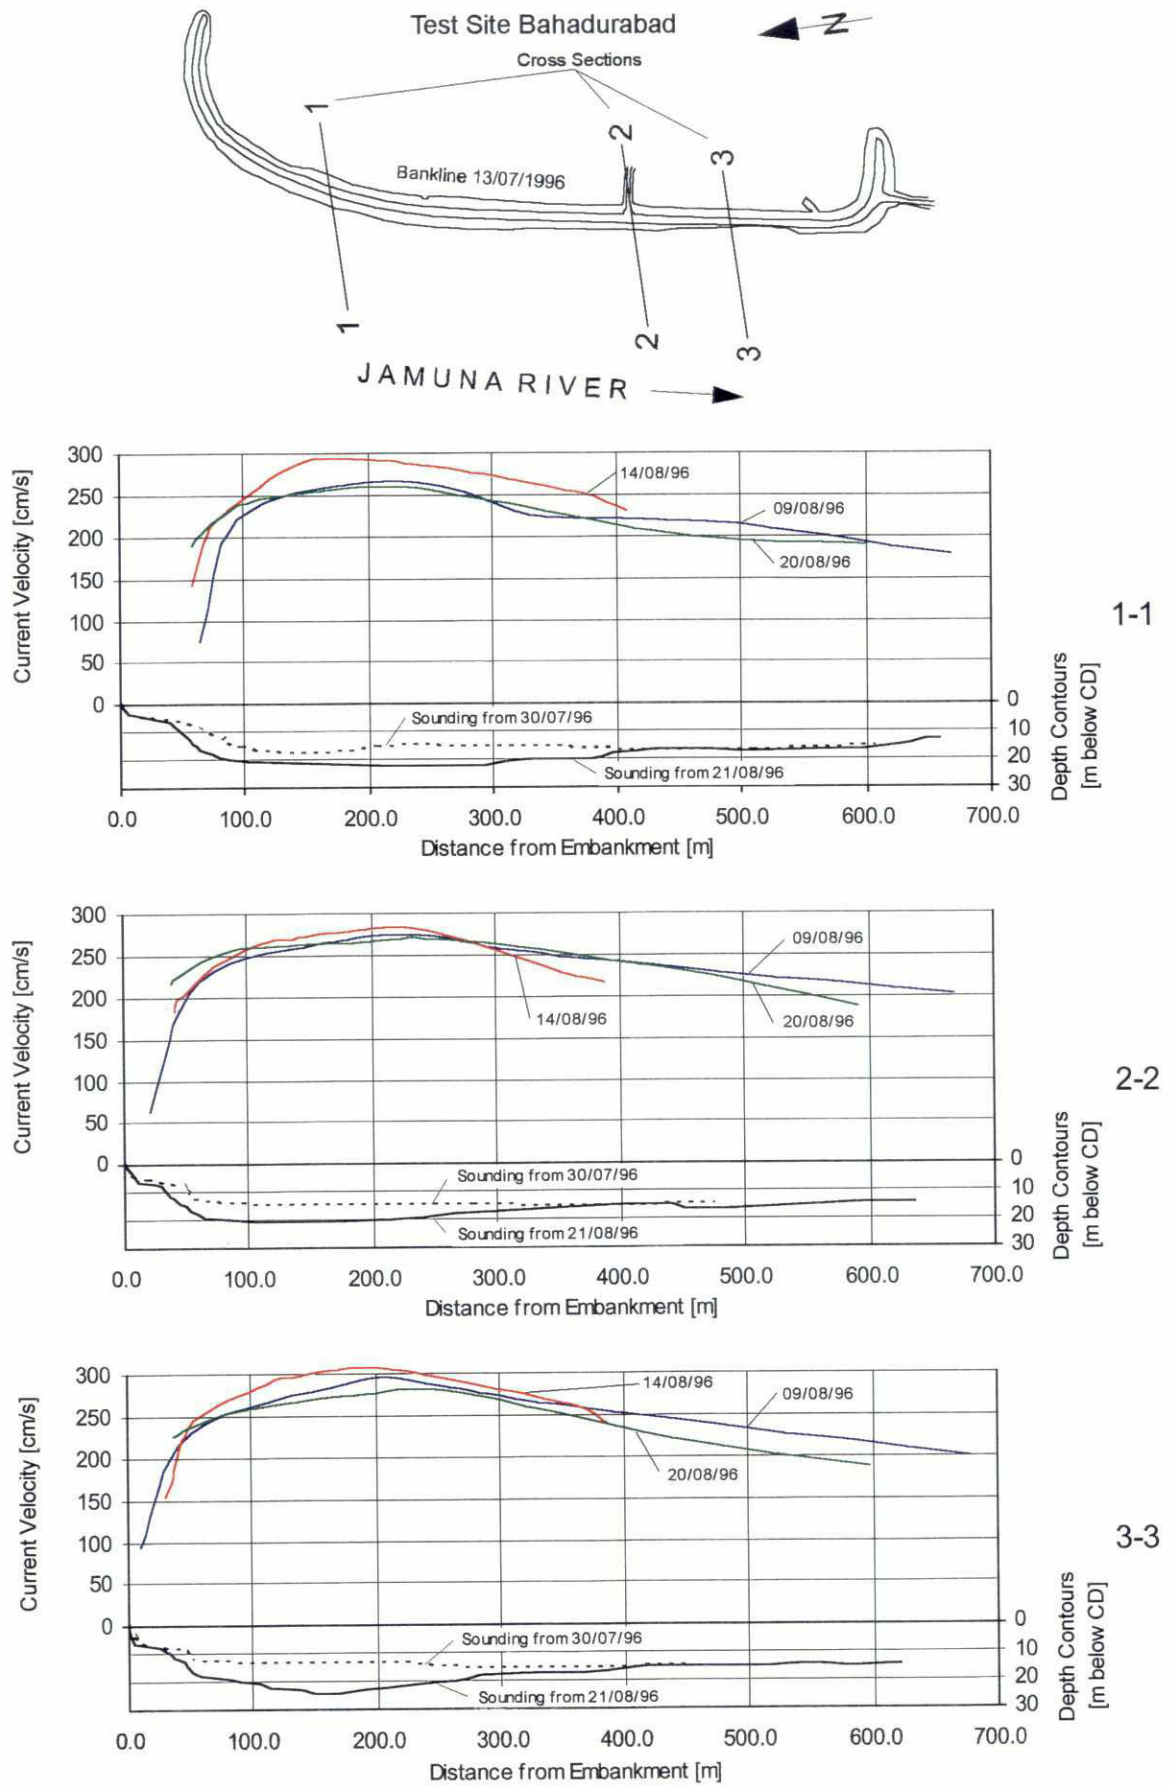 Test Site Bahadurabad
N
Cross Sections
1
2
3
Bankline 13/07/1996
1
2
3
JAMUNA RIVER
300
250
200
150
100
50
0
Current Velocity [cm/s]
14/08/96
09/08/96
20/08/96
1-1
Sounding from 30/07/96
Sounding from 21/08/96
0
10
20
30
Depth Contours
[m below CD]
0.0 100.0 200.0 300.0 400.0 500.0 600.0 700.0
Distance from Embankment [m]
300
250
200
150
100
50
0
Current Velocity [cm/s]
09/08/96
14/08/96
20/08/96
2-2
Sounding from 30/07/96
Sounding from 21/08/96
0
10
20
30
Depth Contours
[m below CD]
0.0 100.0 200.0 300.0 400.0 500.0 600.0 700.0
Distance from Embankment [m]
300
250
200
150
100
50
0
Current Velocity [cm/s]
14/08/96
09/08/96
20/08/96
3-3
Sounding from 30/07/96
Sounding from 21/08/96
0
10
20
30
Depth Contours
[m below CD]
0.0 100.0 200.0 300.0 400.0 500.0 600.0 700.0
Distance from Embankment [m]